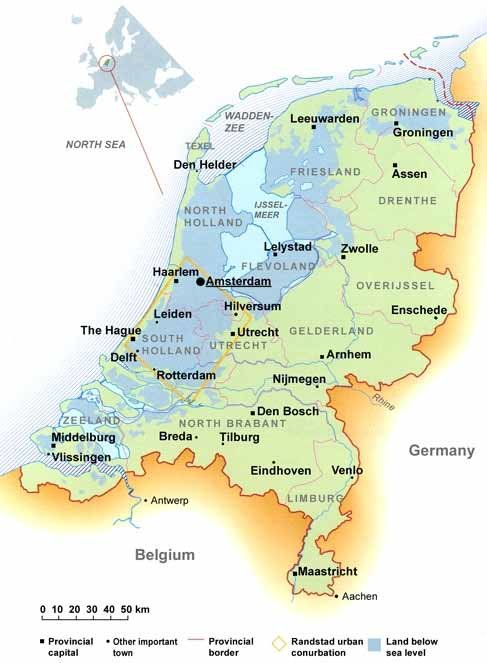 WADDEN-
ZEE
NORTH SEA
TEXEL
Den Helder
Leeuwarden
GRONINGEN
Groningen
FRIESLAND
Assen
DRENTHE
NORTH
HOLLAND
IJSSEL-
MEER
Lelystad
FLEVOLAND
Zwolle
Haarlem
Amsterdam
OVERIJSSEL
Hilversum
Enschede
Leiden
The Hague
SOUTH
HOLLAND
Utrecht
UTRECHT
GELDERLAND
Delft
Arnhem
Rotterdam
Nijmegen
Rhine
Den Bosch
ZEELAND
NORTH BRABANT
Middelburg
Breda
Tilburg
Vlissingen
Germany
Eindhoven
Venlo
LIMBURG
Antwerp
Belgium
Maastricht
Aachen
0 10 20 30 40 50 km
Provincial
capital
Other important
town
Provincial
border
Randstad urban
conurbation
Land below
sea level